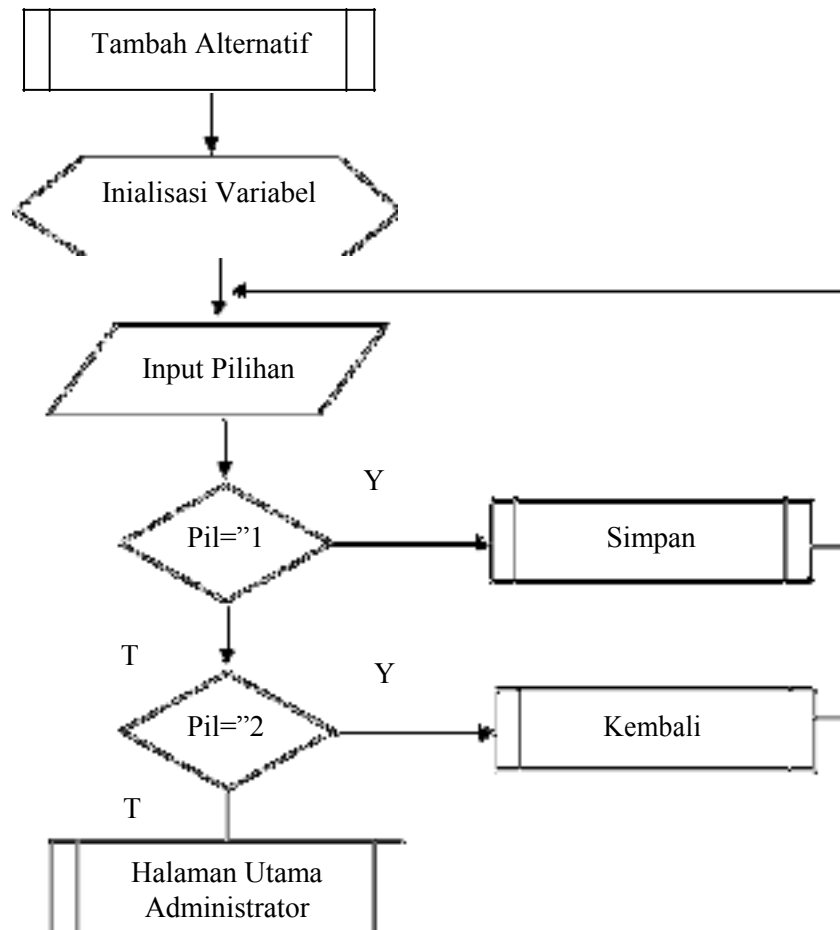 Tambah Alternatif
Inialisasi Variabel
Input Pilihan
Y
Pil=”1
Simpan
T
Y
Pil=”2
Kembali
T
Halaman Utama
Administrator